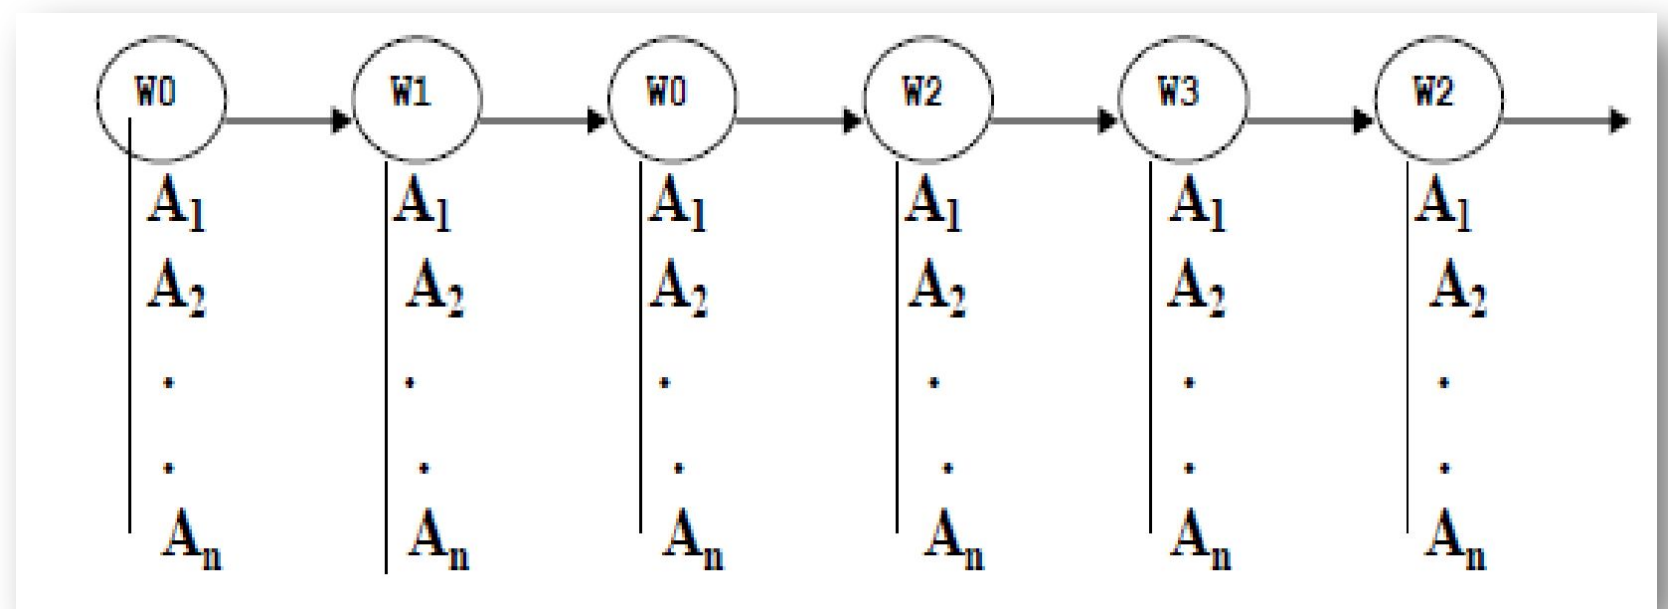 W0 W1 W0 W2 W3 W2
A1 A1 A1 A1 A1 A1
A2 A2 A2 A2 A2 A2
. . . . . .
. . . . . .
An An An An An An